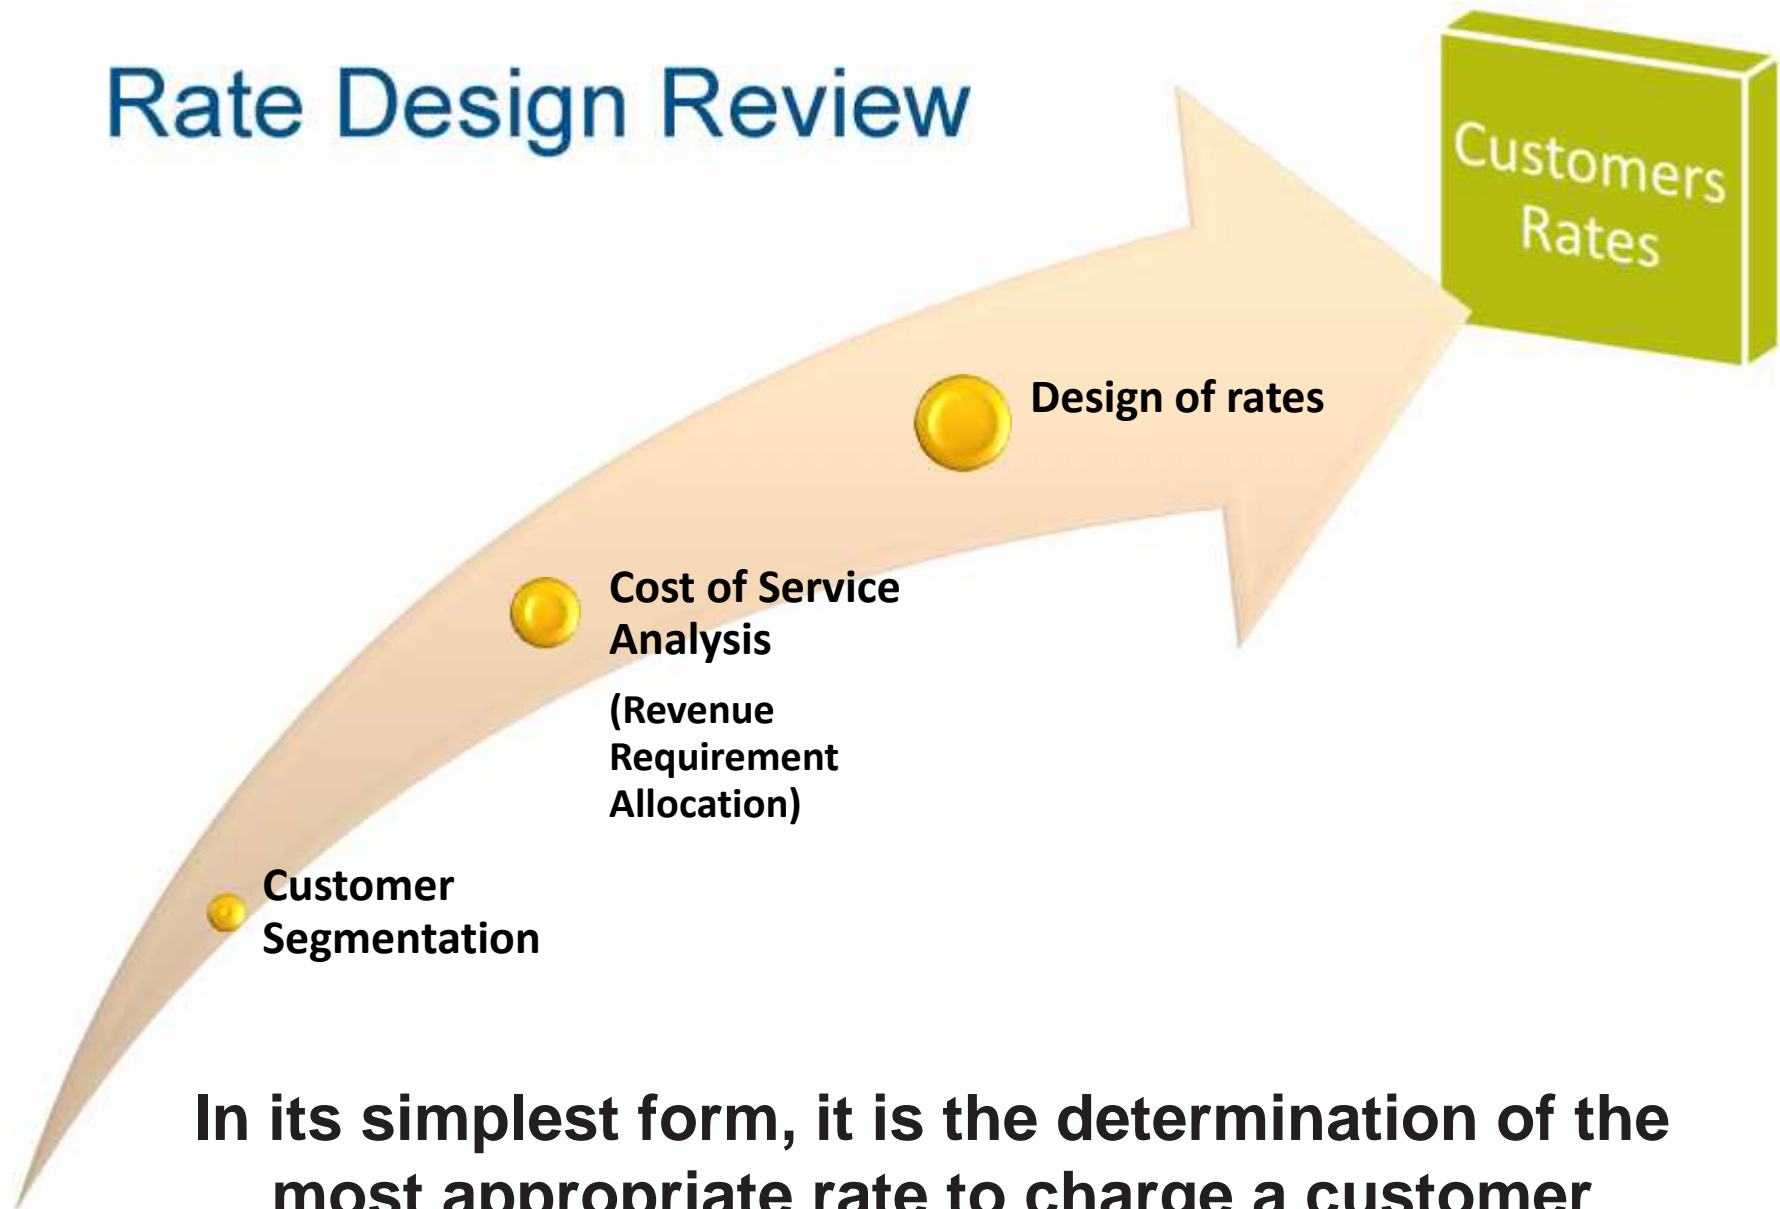 Rate Design Review
Customers
Rates
Design of rates
Cost of Service
Analysis
(Revenue
Requirement
Allocation)
Customer
Segmentation
In its simplest form, it is the determination of the
most appropriate rate to charge a customer